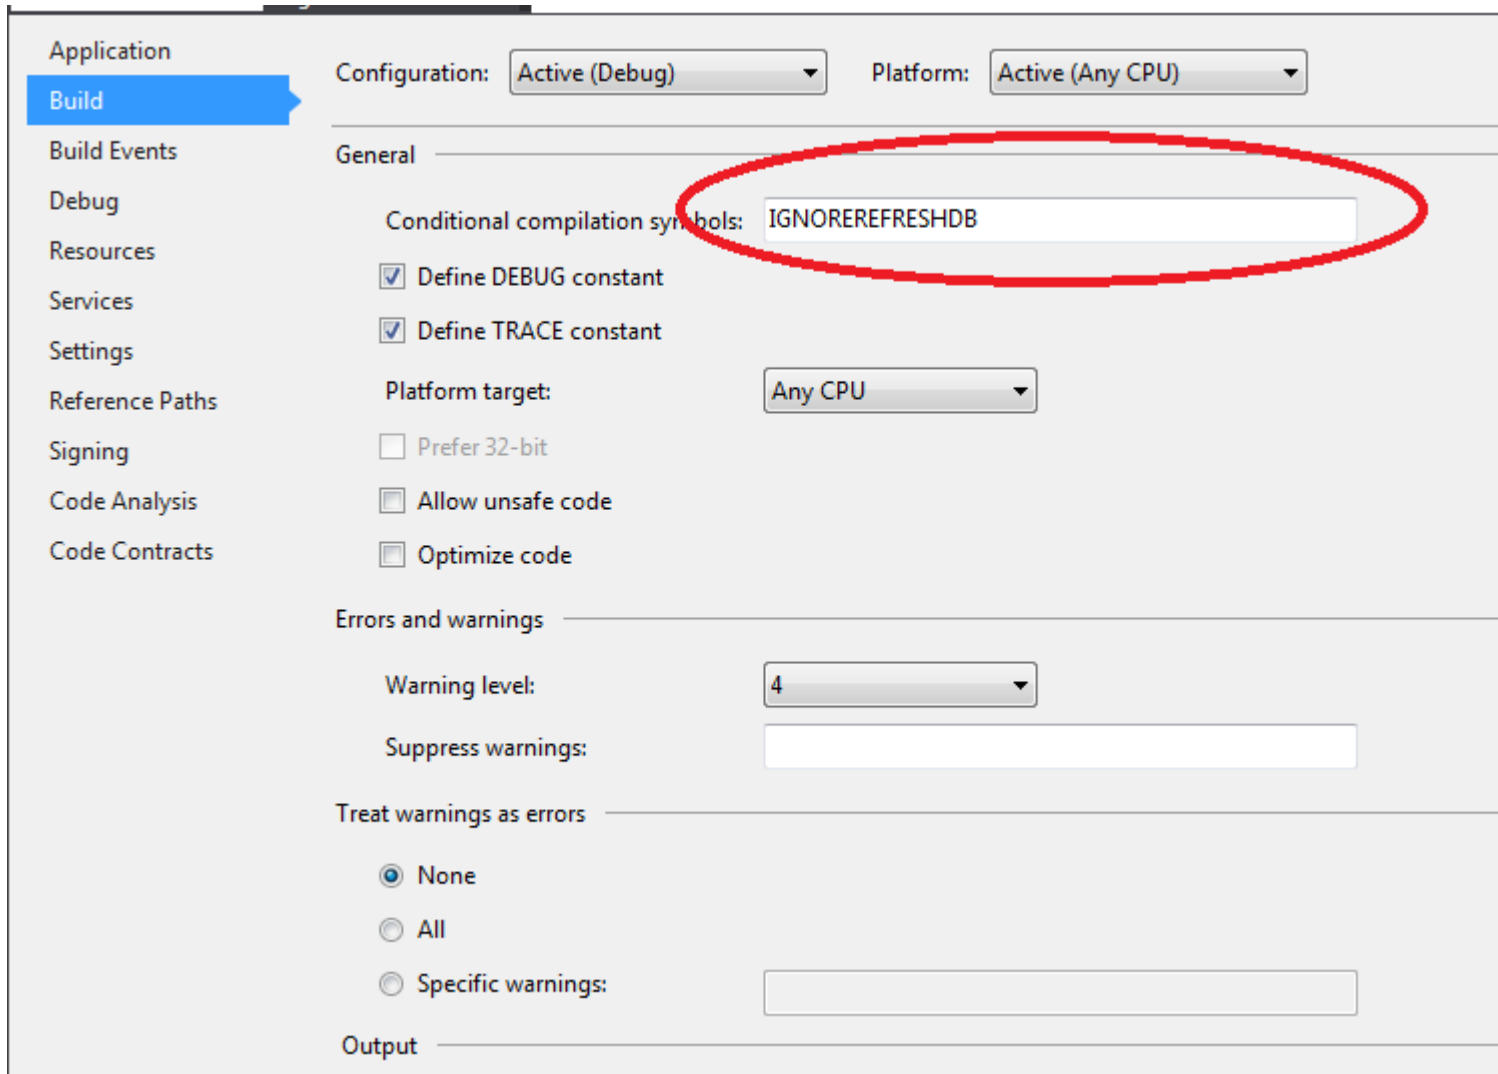 Application
Configuration: Active (Debug) Platform: Active (Any CPU)
Build
Build Events
General
Debug
Conditional compilation symbols: IGNOREREFRESHDB
Resources
Define DEBUG constant
Services
Define TRACE constant
Settings
Reference Paths
Platform target: Any CPU
Signing
Prefer 32-bit
Code Analysis
Allow unsafe code
Code Contracts
Optimize code
Errors and warnings
Warning level: 4
Suppress warnings:
Treat warnings as errors
None
All
Specific warnings:
Output